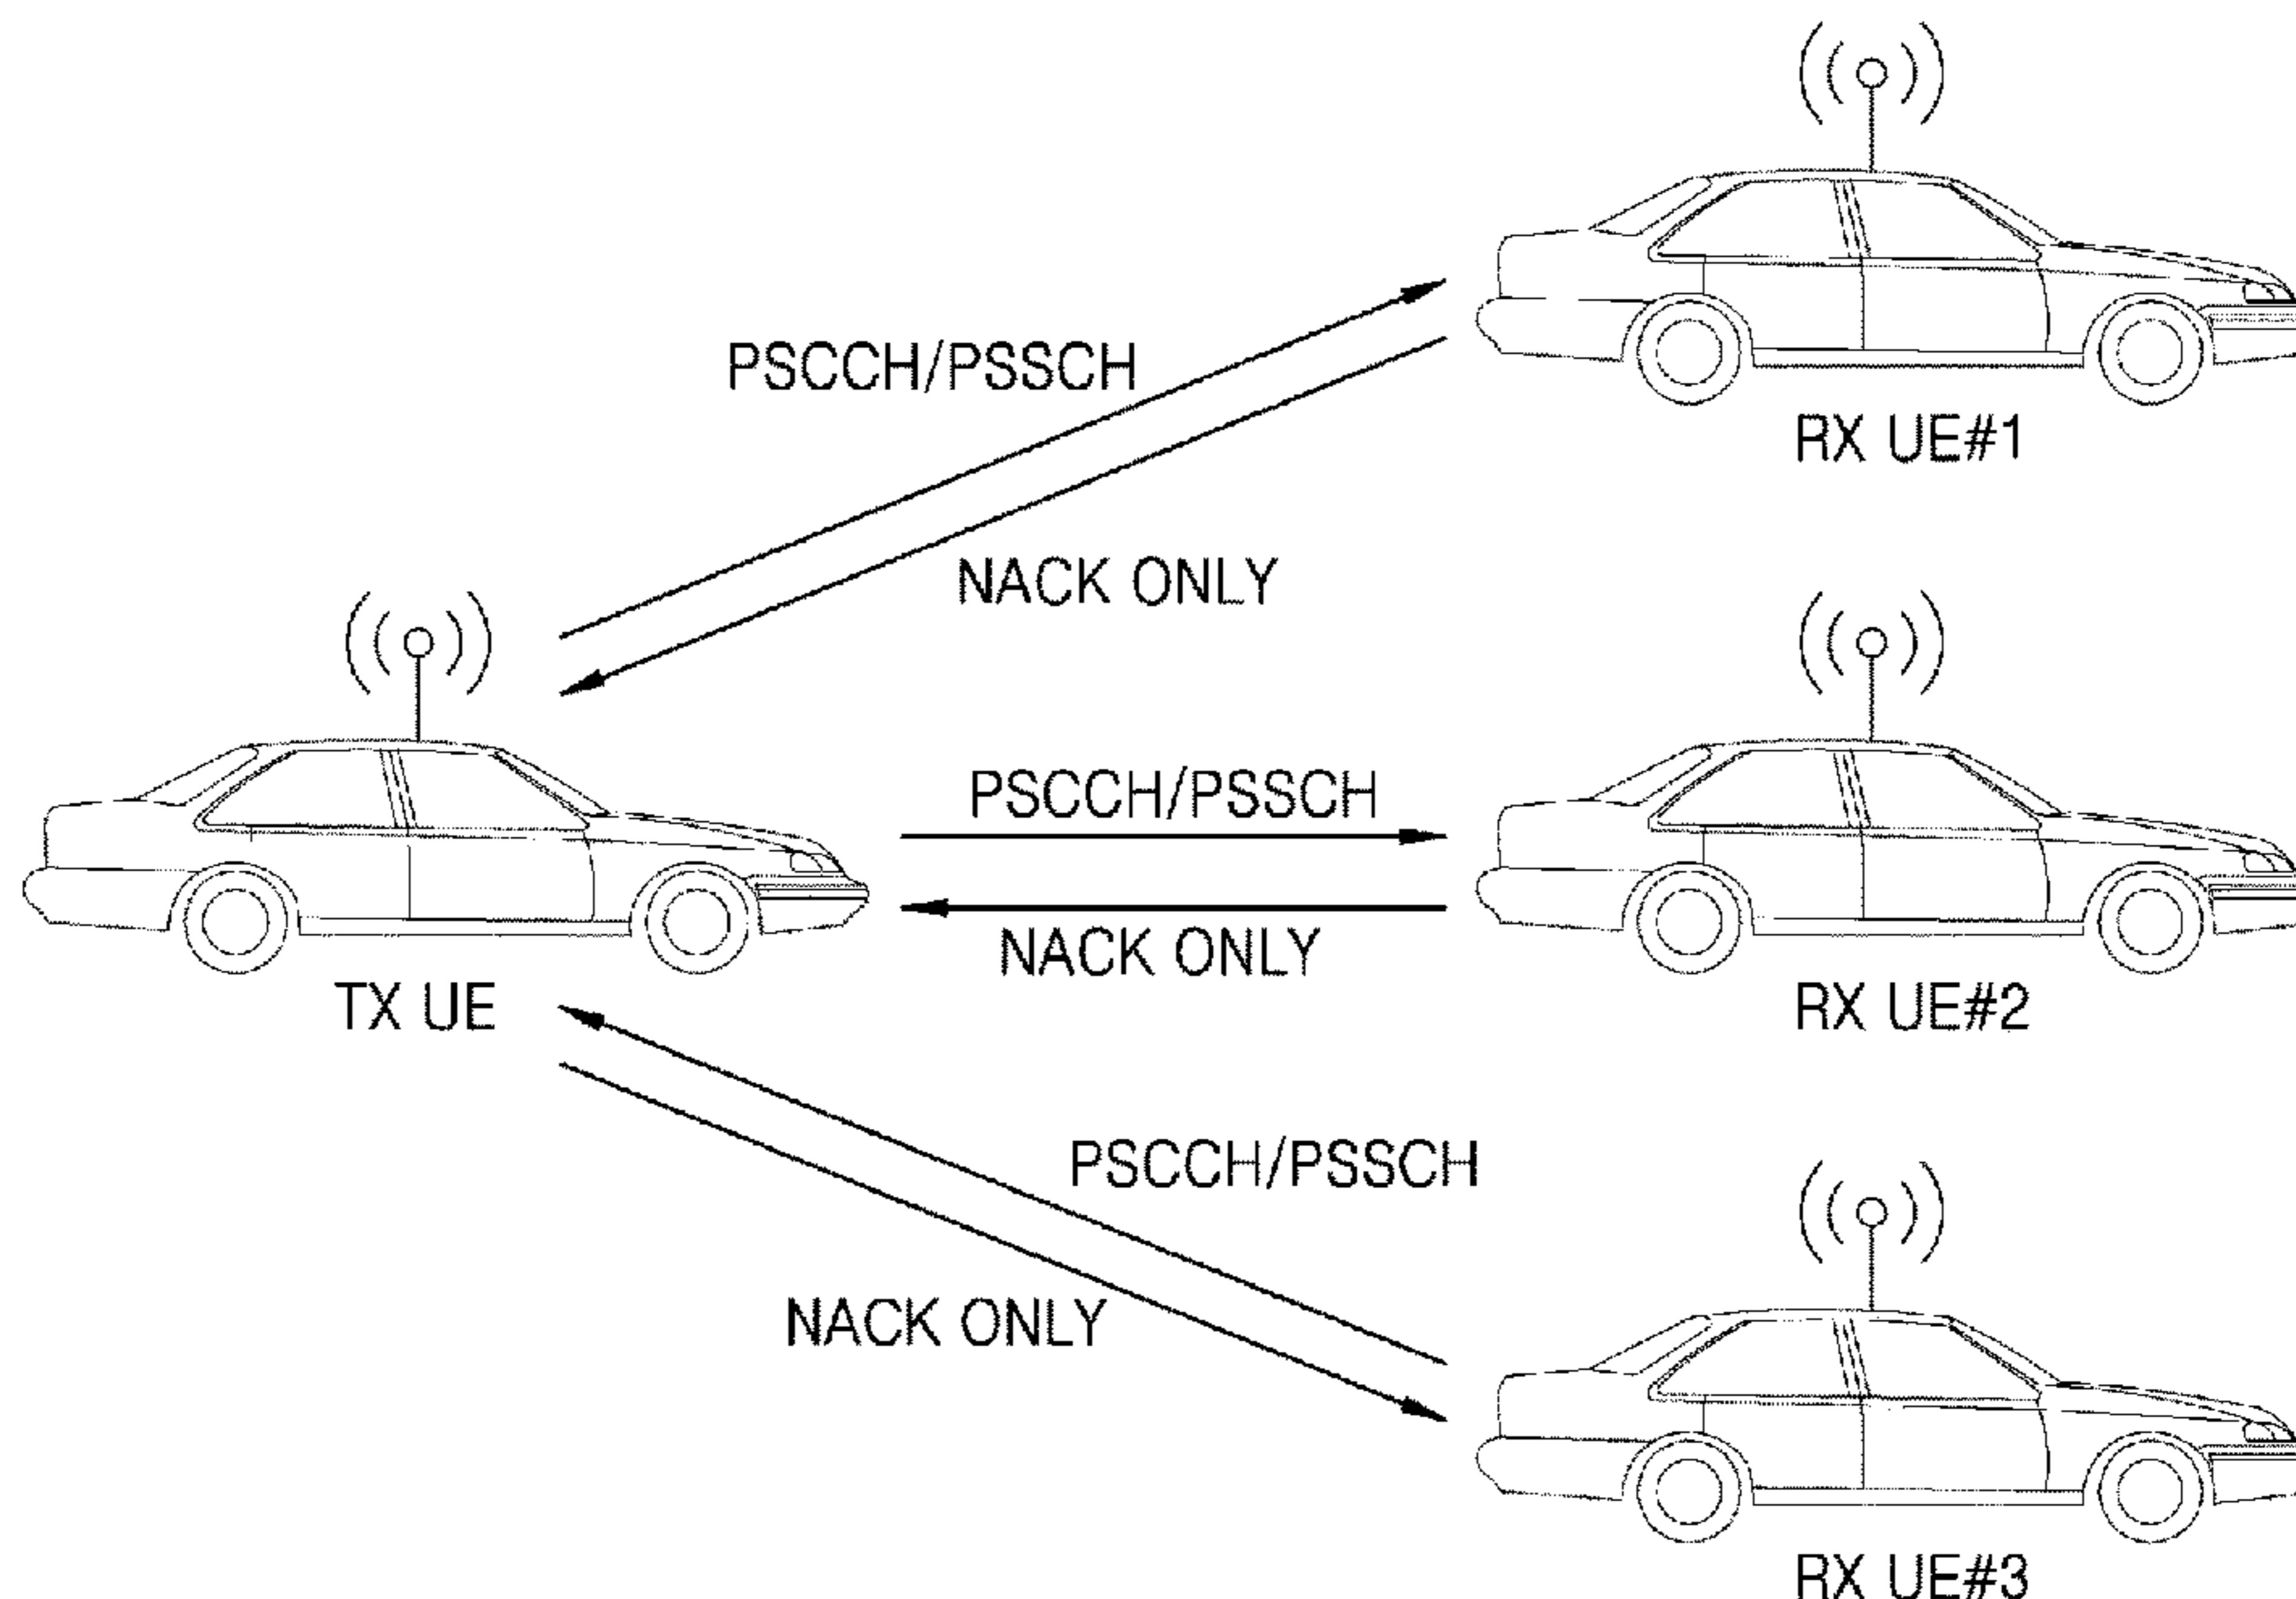 PSCCH/PSSCH
RX UE#1
NACK ONLY
PSCCH/PSSCH
NACK ONLY
TX UE
RX UE#2
PSCCH/PSSCH
NACK ONLY
RX UE#3